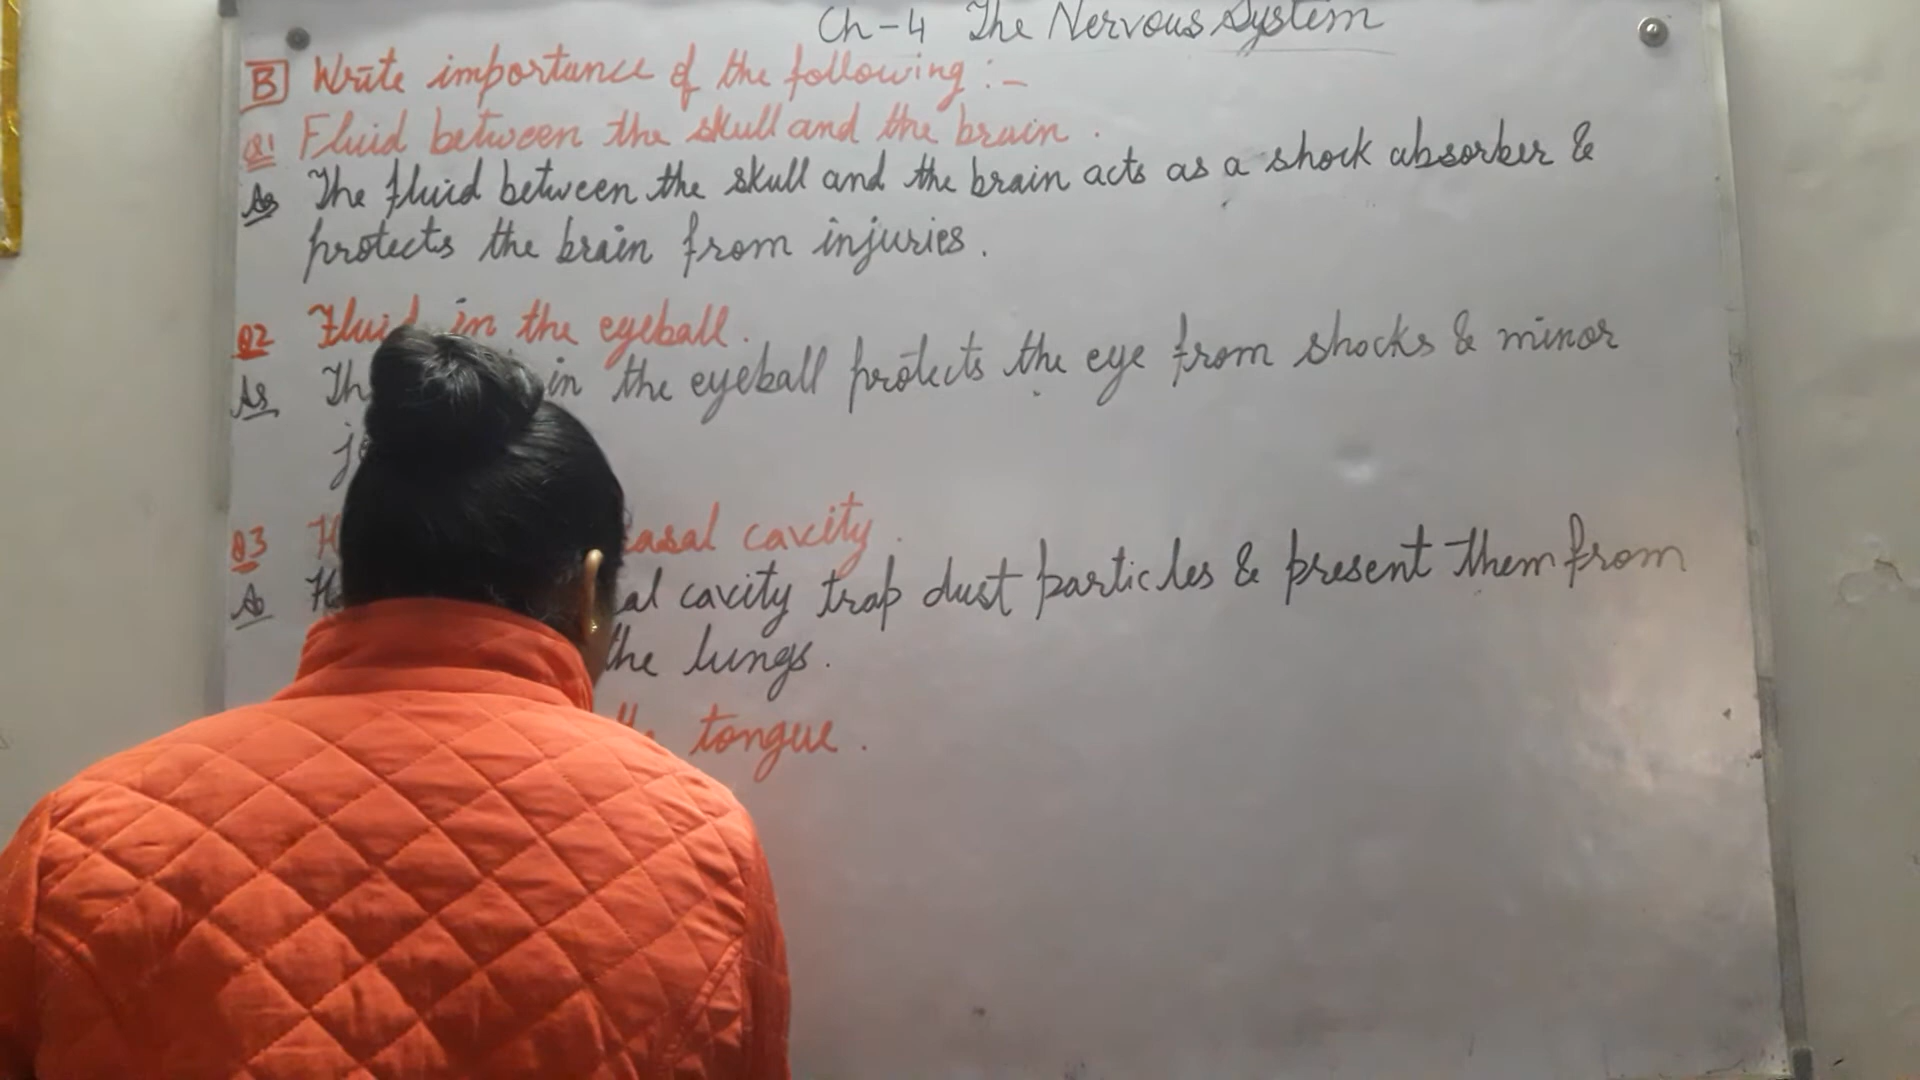 Ch-4 The Nervous System
B Write importance of the following :-
Q1 Fluid between the skull and the brain.
As The fluid between the skull and the brain acts as a shock absorber &
protects the brain from injuries.
Q2 Fluid in the eyeball.
As in the eyeball protects the eye from shocks & minor
Q3 cavity.
As cavity trap dust particles & present them from
the lungs.
tongue.